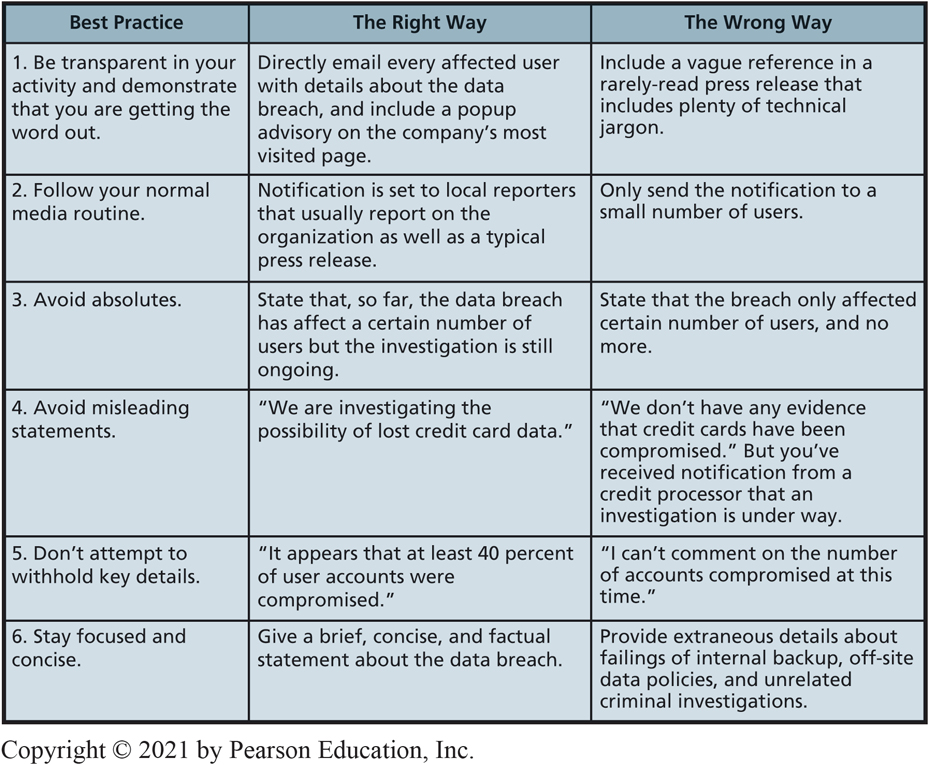 Best Practice
The Right Way
The Wrong Way
1. Be transparent in your
activity and demonstrate
that you are getting the
word out.
Directly email every affected user
with details about the data
breach, and include a popup
advisory on the company’s most
visited page.
Include a vague reference in a
rarely-read press release that
includes plenty of technical
jargon.
2. Follow your normal
media routine.
Notification is set to local reporters
that usually report on the
organization as well as a typical
press release.
Only send the notification to a
small number of users.
3. Avoid absolutes.
State that, so far, the data breach
has affect a certain number of
users but the investigation is still
ongoing.
State that the breach only affected
certain number of users, and no
more.
4. Avoid misleading
statements.
“We are investigating the
possibility of lost credit card data.”
“We don’t have any evidence
that credit cards have been
compromised.” But you’ve
received notification from a
credit processor that an
investigation is under way.
5. Don’t attempt to
withhold key details.
“It appears that at least 40 percent
of user accounts were
compromised.”
“I can’t comment on the number
of accounts compromised at this
time.”
6. Stay focused and
concise.
Give a brief, concise, and factual
statement about the data breach.
Provide extraneous details about
failings of internal backup, off-site
data policies, and unrelated
criminal investigations.
Copyright © 2021 by Pearson Education, Inc.